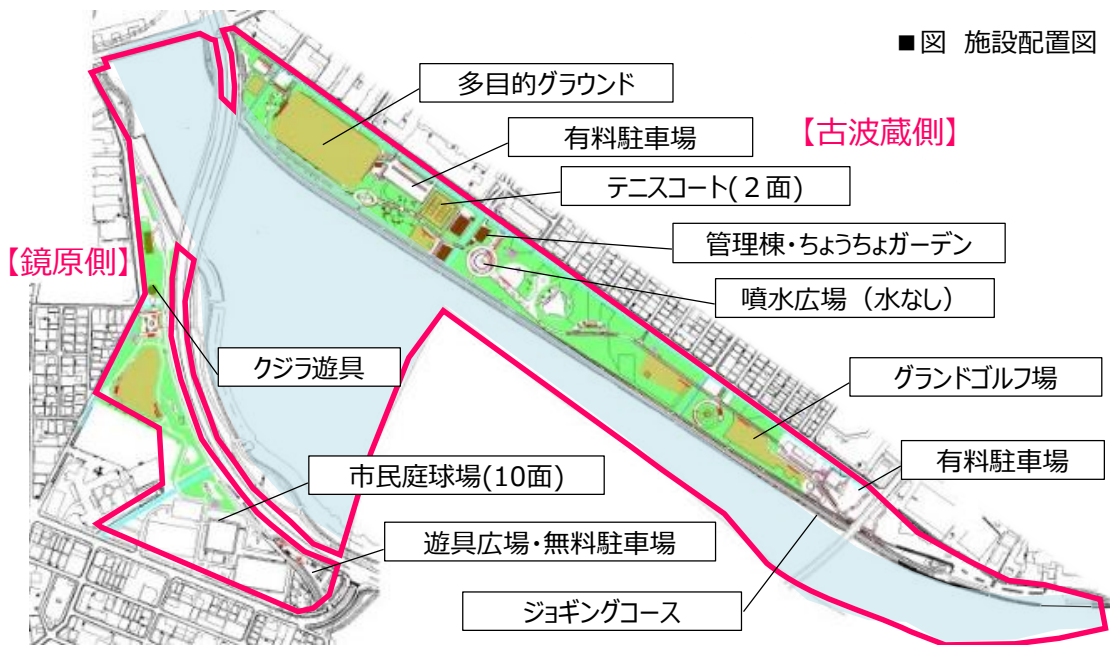 ■図 施設配置図
多目的グラウンド
有料駐車場
【古波蔵側】
テニスコート(２面)
管理棟・ちょうちょガーデン
【鏡原側】
噴水広場（水なし）
クジラ遊具
グランドゴルフ場
有料駐車場
市民庭球場(10面)
遊具広場・無料駐車場
ジョギングコース